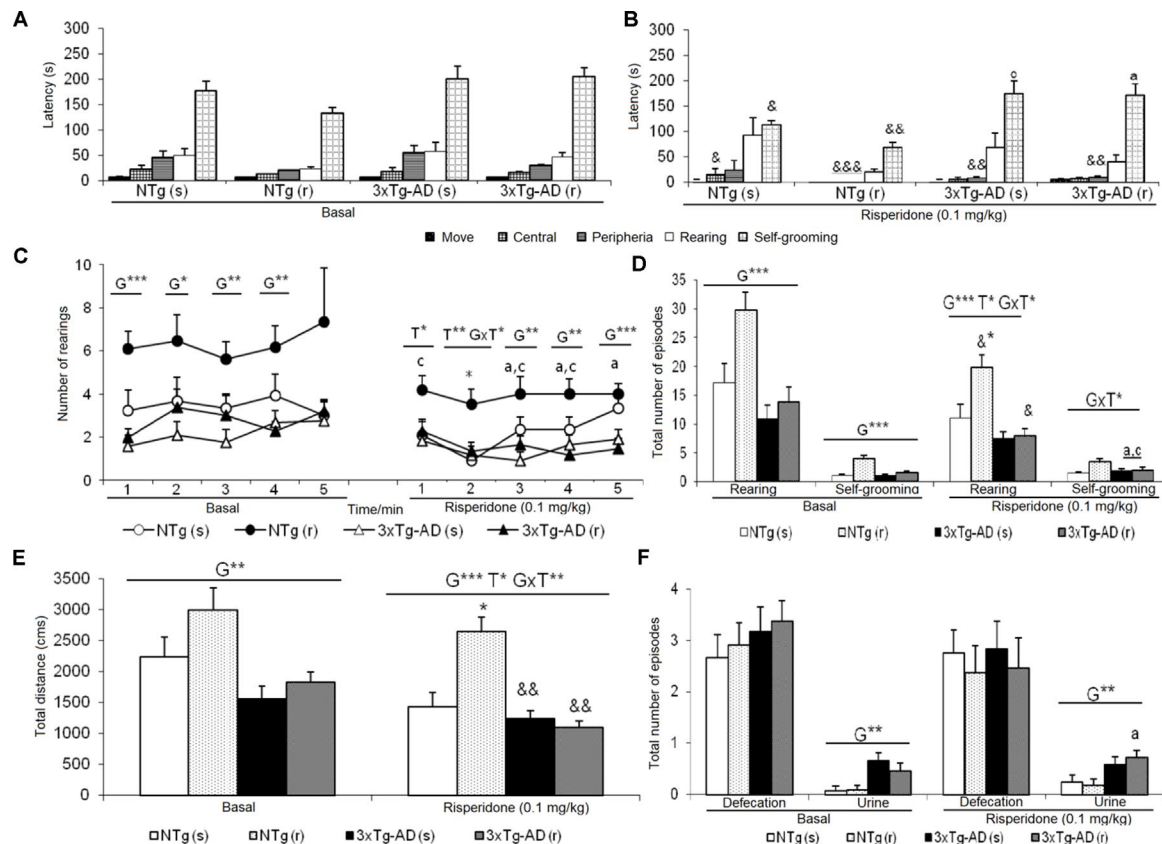 A
Latency (s)
300
250
200
150
100
50
0
NTg (s)
NTg (r)
3xTg-AD (s)
3xTg-AD (r)
Basal
B
Latency (s)
300
250
200
150
100
50
0
&
&
&&&
&&
&&
c
&&
a
NTg (s)
NTg (r)
3xTg-AD (s)
3xTg-AD (r)
Risperidone (0.1 mg/kg)
Move
Central
Peripheria
Rearing
Self-grooming
C
Number of rearings
10
8
6
4
2
0
G***
G*
G**
G**
T*
T** GxT*
G**
G**
G***
c
*
a,c
a,c
a
1 2 3 4 5
1 2 3 4 5
Basal
Time/min
Risperidone (0.1 mg/kg)
NTg (s)
NTg (r)
3xTg-AD (s)
3xTg-AD (r)
D
Total number of episodes
35
30
25
20
15
10
5
0
G***
G***
G*** T* GxT*
&*
&
GxT*
a,c
Rearing
Self-grooming
Rearing
Self-grooming
Basal
Risperidone (0.1 mg/kg)
NTg (s)
NTg (r)
3xTg-AD (s)
3xTg-AD (r)
E
Total distance (cms)
3500
3000
2500
2000
1500
1000
500
0
G**
G*** T* GxT**
*
&&
&&
Basal
Risperidone (0.1 mg/kg)
NTg (s)
NTg (r)
3xTg-AD (s)
3xTg-AD (r)
F
Total number of episodes
4
3
2
1
0
G**
G**
a
Defecation
Urine
Defecation
Urine
Basal
Risperidone (0.1 mg/kg)
NTg (s)
NTg (r)
3xTg-AD (s)
3xTg-AD (r)